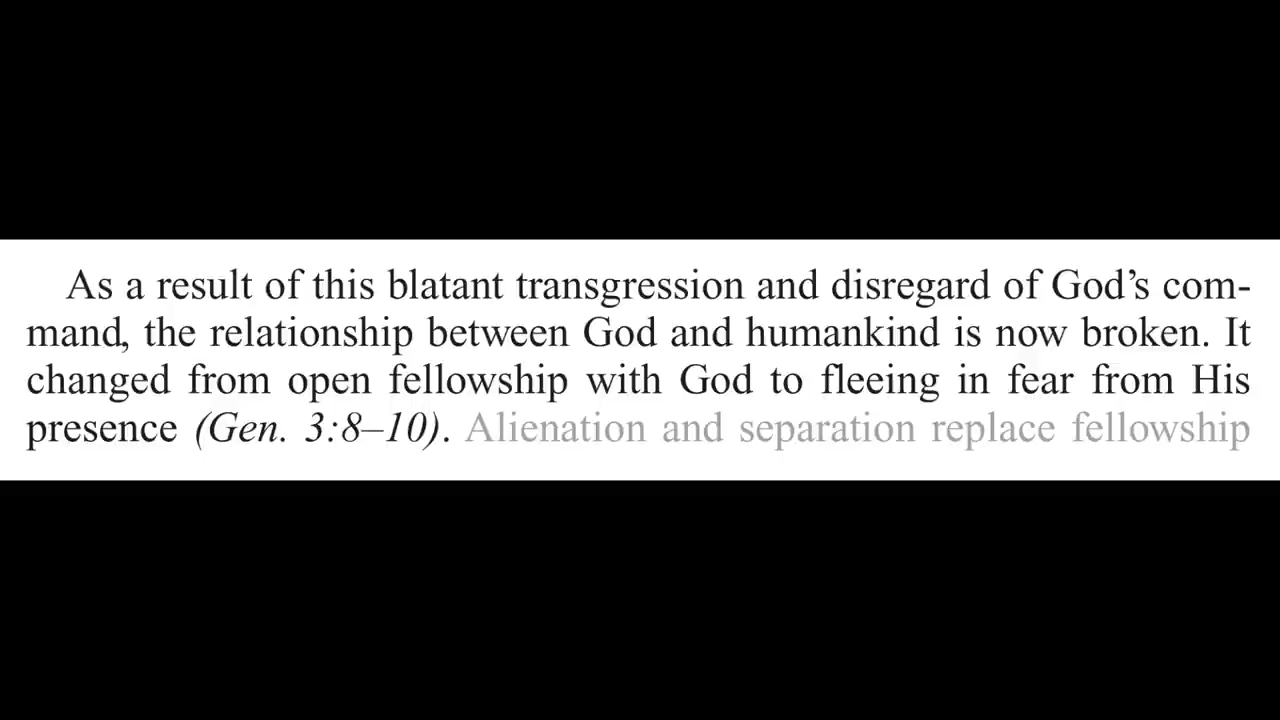 As a result of this blatant transgression and disregard of God’s com-
mand, the relationship between God and humankind is now broken. It
changed from open fellowship with God to fleeing in fear from His
presence (Gen. 3:8–10). Alienation and separation replace fellowship